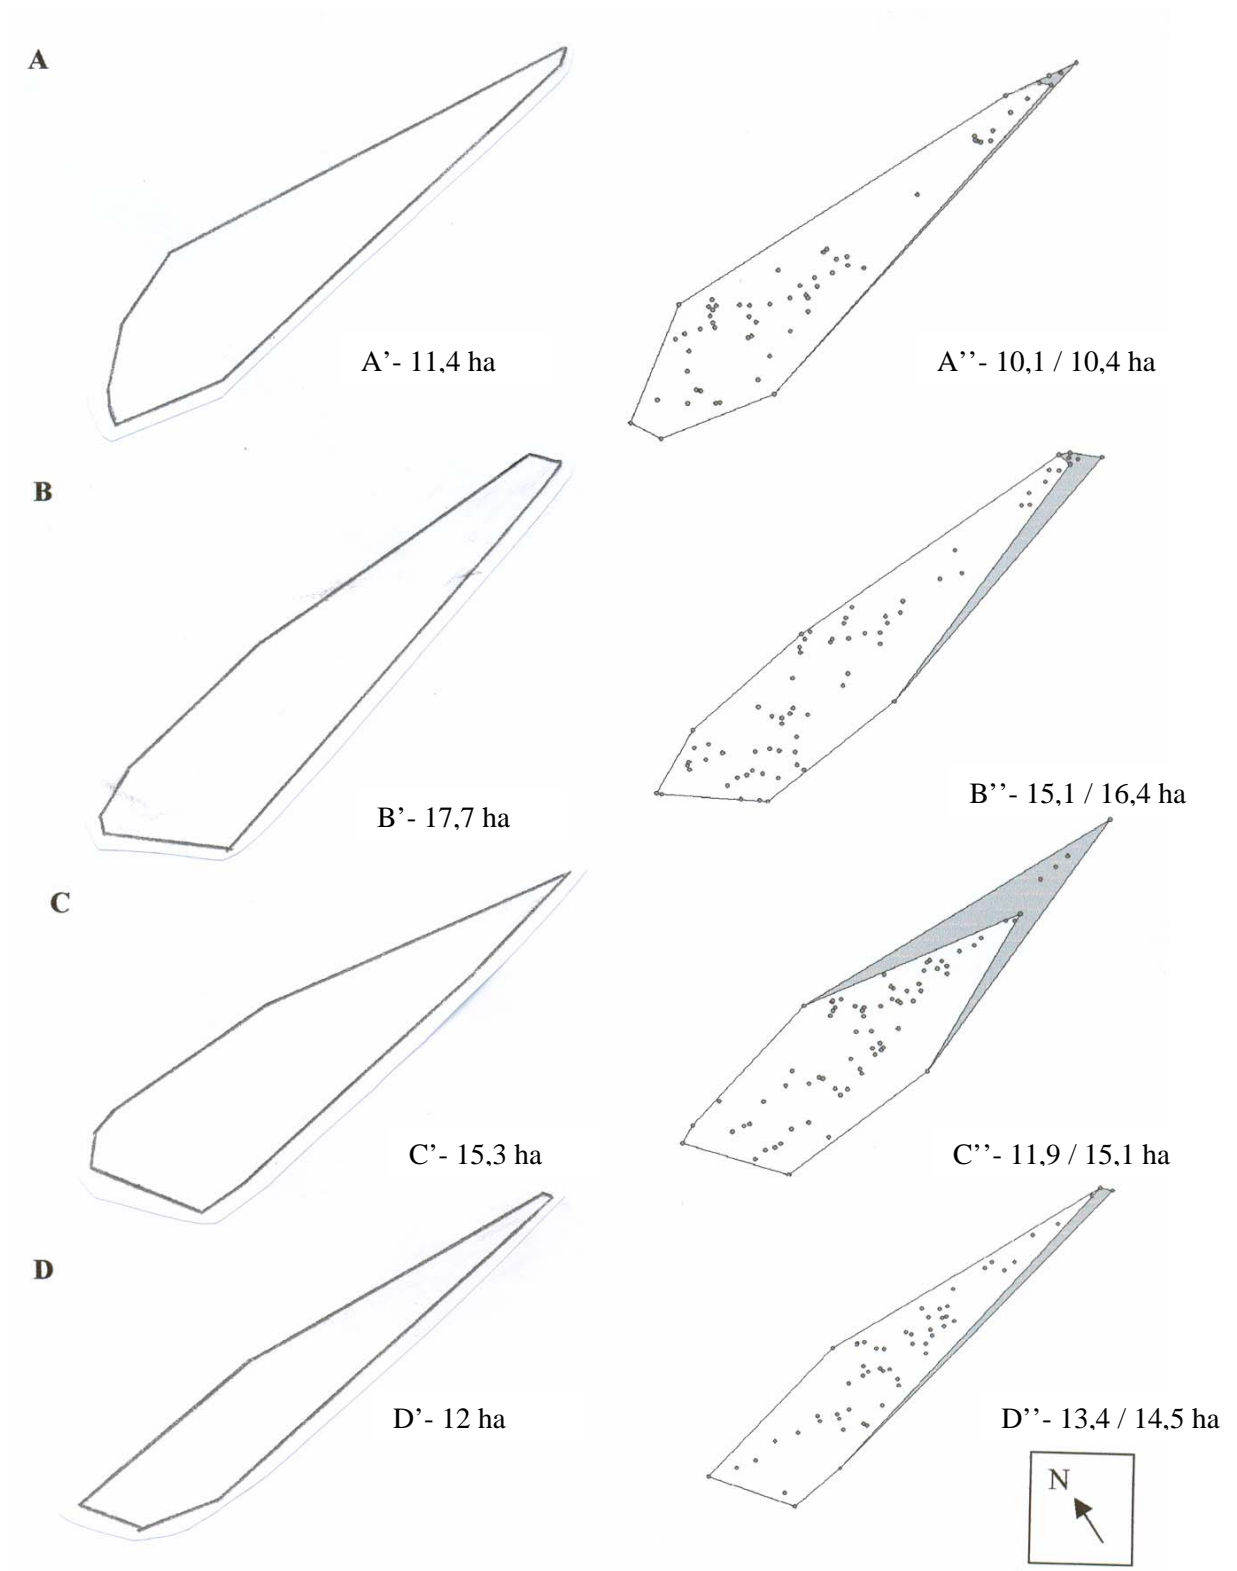 A
A’- 11,4 ha
A’’- 10,1 / 10,4 ha
B
B’- 17,7 ha
B’’- 15,1 / 16,4 ha
C
C’- 15,3 ha
C’’- 11,9 / 15,1 ha
D
D’- 12 ha
D’’- 13,4 / 14,5 ha
N